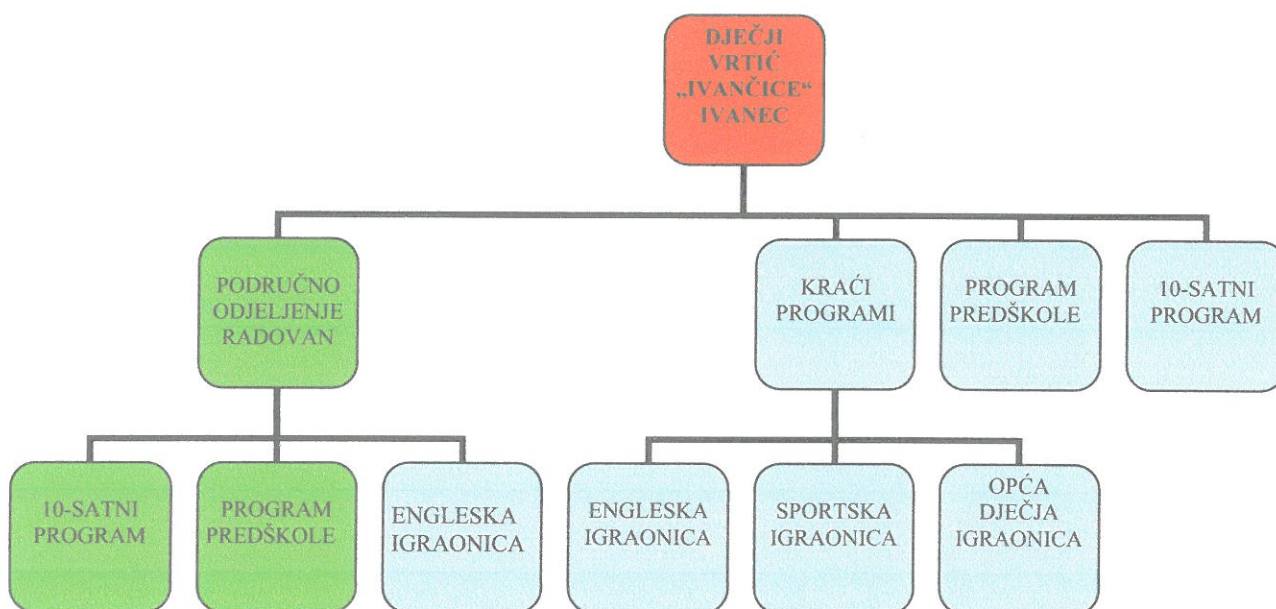 DJEČJI
VRTIĆ
„IVANČICE“
IVANEC
PODRUČNO
ODJELJENJE
RADOVAN
KRAĆI
PROGRAMI
PROGRAM
PREDŠKOLE
10-SATNI
PROGRAM
10-SATNI
PROGRAM
PROGRAM
PREDŠKOLE
ENGLESKA
IGRAONICA
ENGLESKA
IGRAONICA
SPORTSKA
IGRAONICA
OPĆA
DJEČJA
IGRAONICA